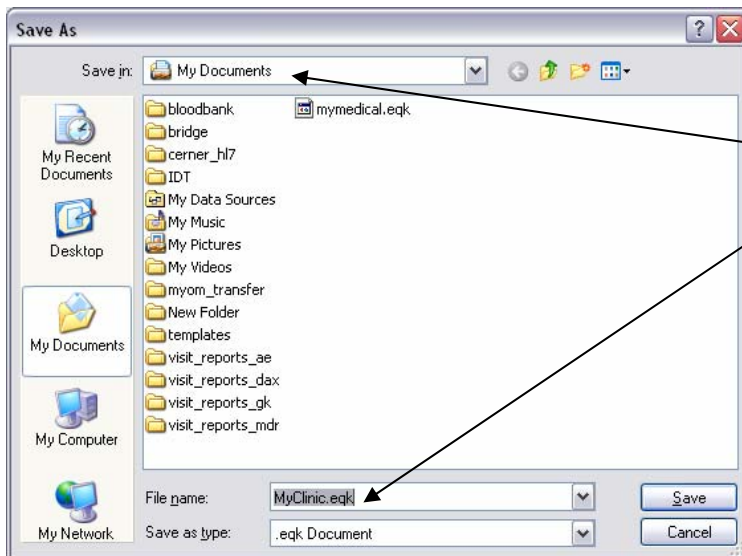 Save As
Save in: My Documents
My Recent Documents
Desktop
My Documents
My Computer
My Network
bloodbank
bridge
cerner_hl7
IDT
My Data Sources
My Music
My Pictures
My Videos
myom_transfer
New Folder
templates
visit_reports_ae
visit_reports_dax
visit_reports_gk
visit_reports_mdr
mymedical.eqk
File name: MyClinic.eqk Save
Save as type: .eqk Document Cancel